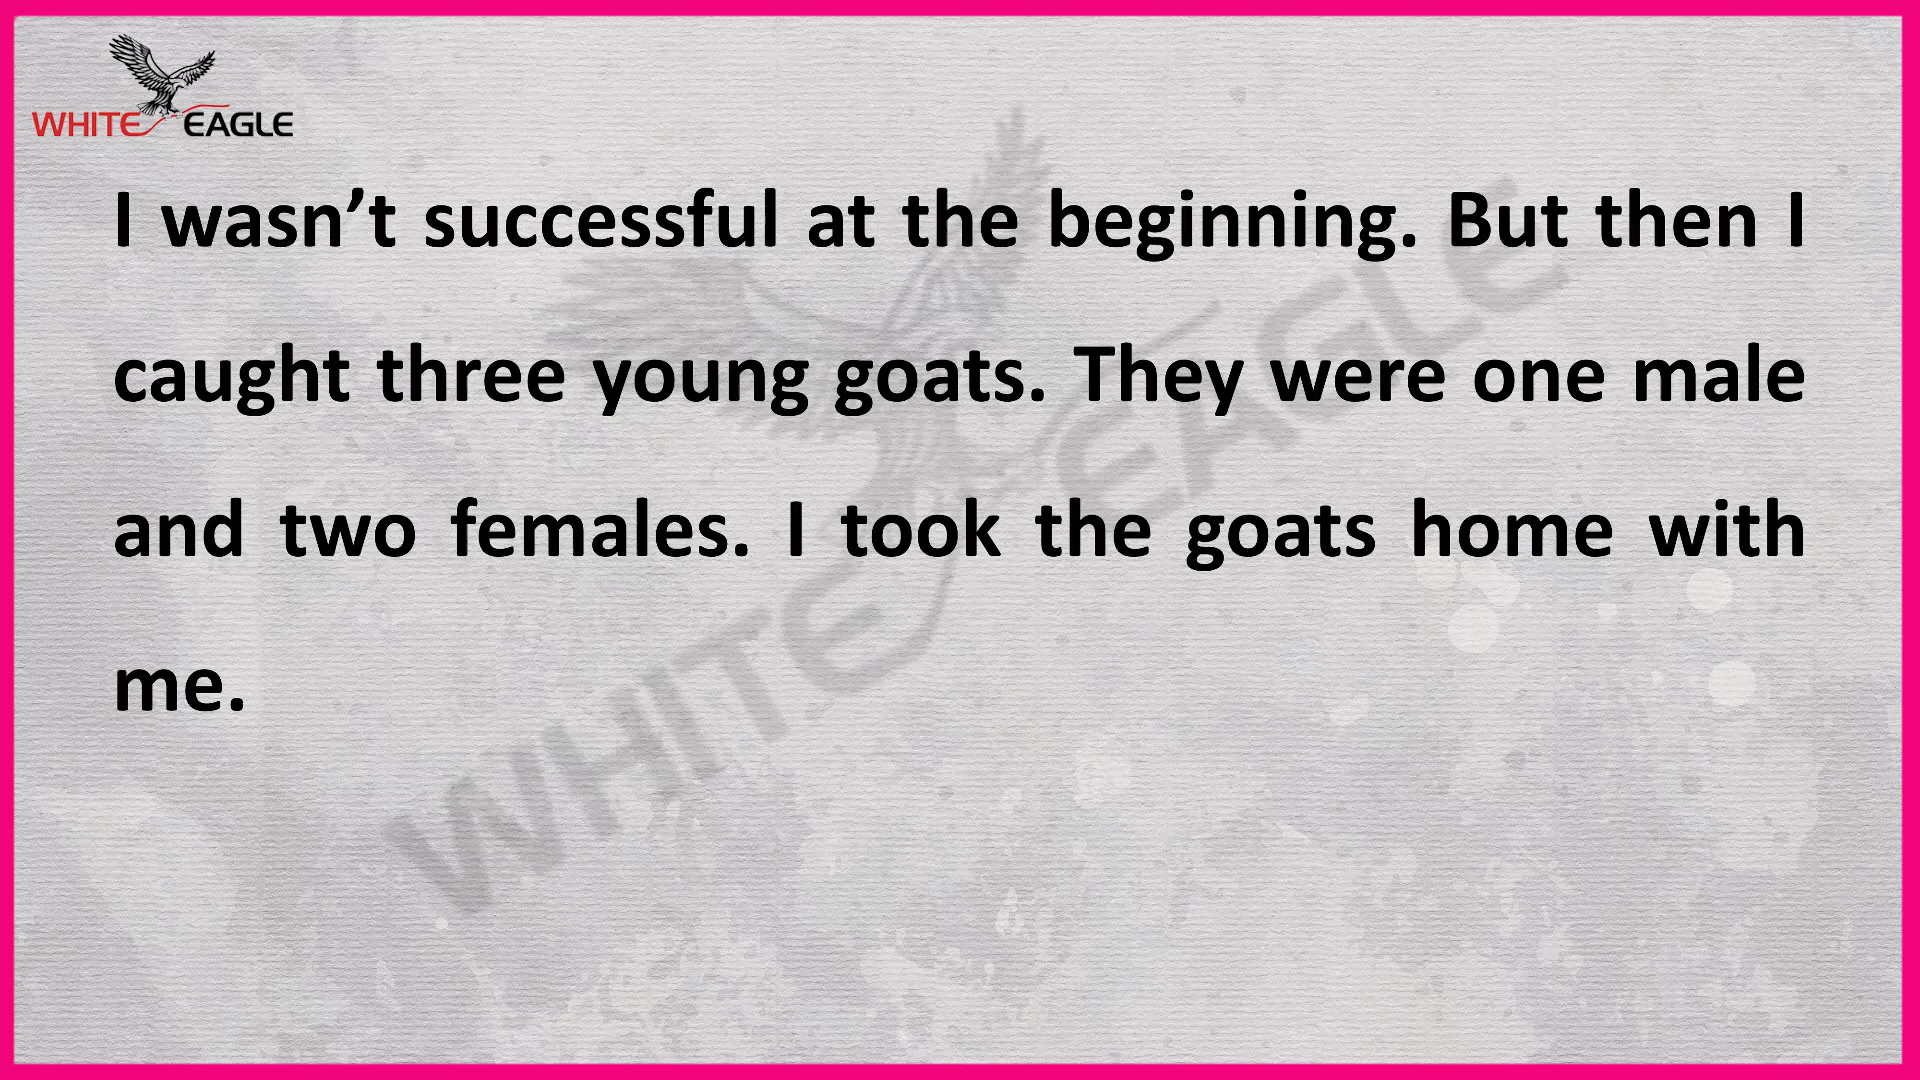 WHITE EAGLE
I wasn’t successful at the beginning. But then I
caught three young goats. They were one male
and two females. I took the goats home with
me.
WHITE EAGLE